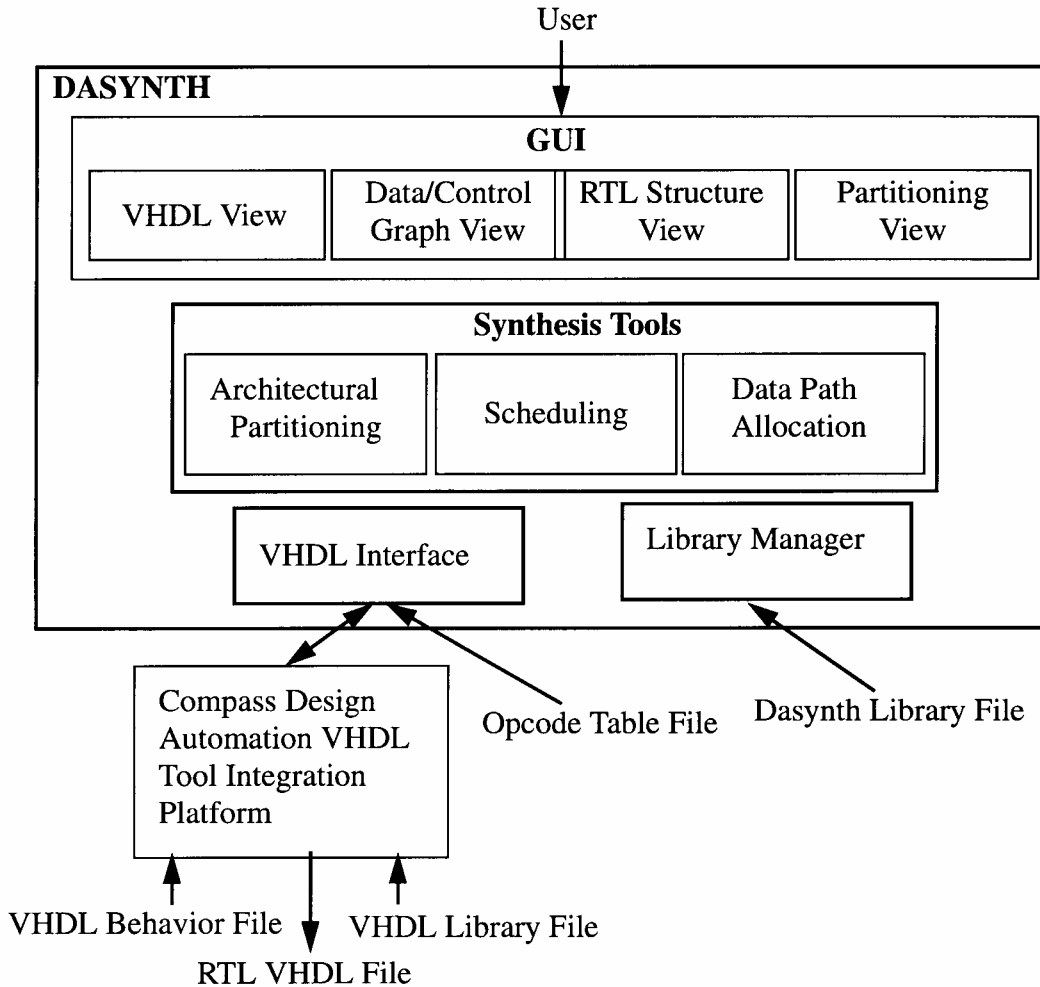 User
DASYNTH
GUI
VHDL View
Data/Control
Graph View
RTL Structure
View
Partitioning
View
Synthesis Tools
Architectural
Partitioning
Scheduling
Data Path
Allocation
VHDL Interface
Library Manager
Compass Design
Automation VHDL
Tool Integration
Platform
Opcode Table File
Dasynth Library File
VHDL Behavior File
VHDL Library File
RTL VHDL File